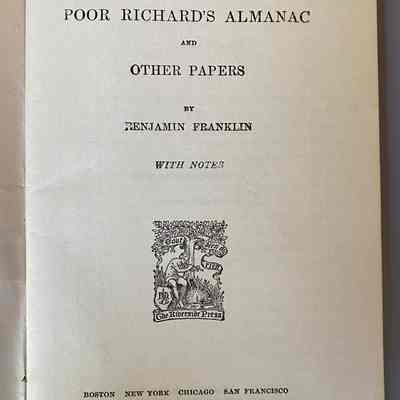 POOR RICHARD'S ALMANAC
AND
OTHER PAPERS
BY
BENJAMIN FRANKLIN
WITH NOTES
The Riverside Press
BOSTON NEW YORK CHICAGO SAN FRANCISCO